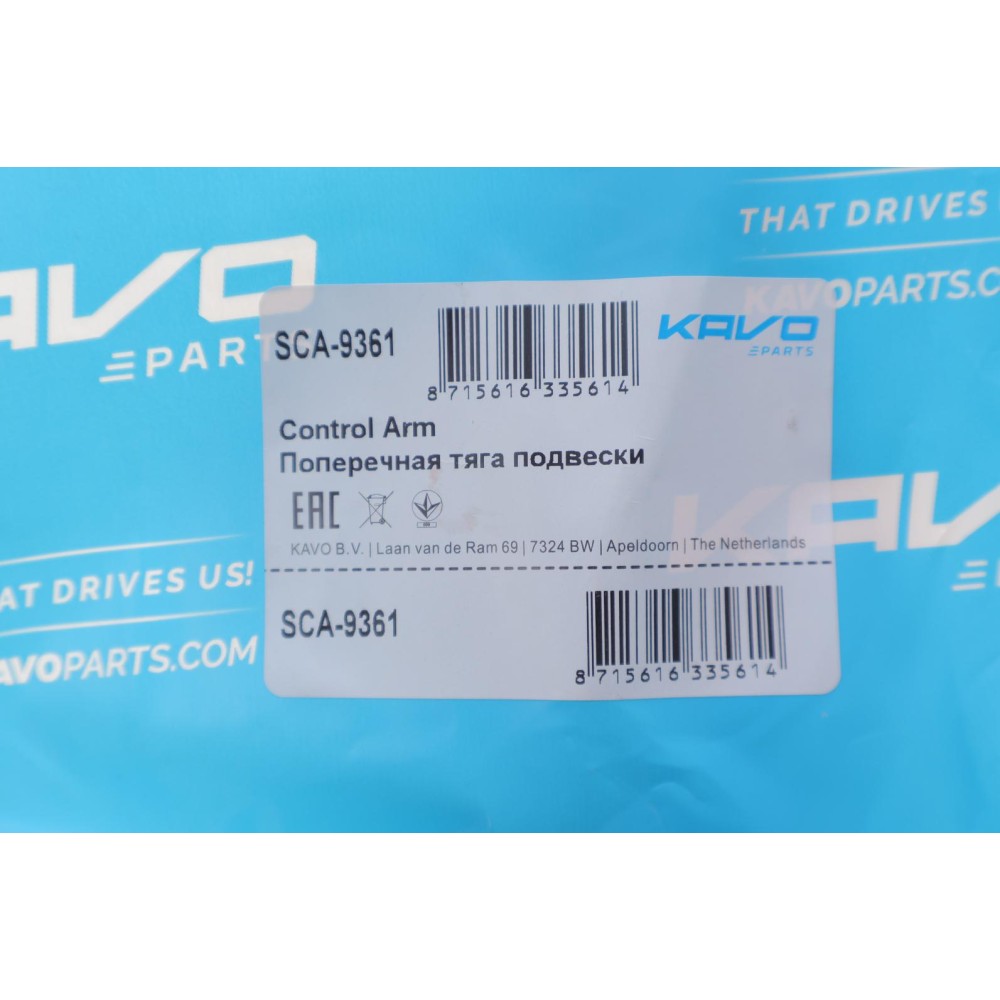 THAT DRIVES
KAVOPARTS.C
KAVO
PART
SCA-9361
8 715616 335614
KAVO
PARTS
Control Arm
Поперечная тяга подвески
EAC
KAVO B.V. | Laan van de Ram 69 | 7324 BW | Apeldoorn | The Netherlands
SCA-9361
8 715616 335614
KAVO
AT DRIVES US!
AVOPARTS.COM